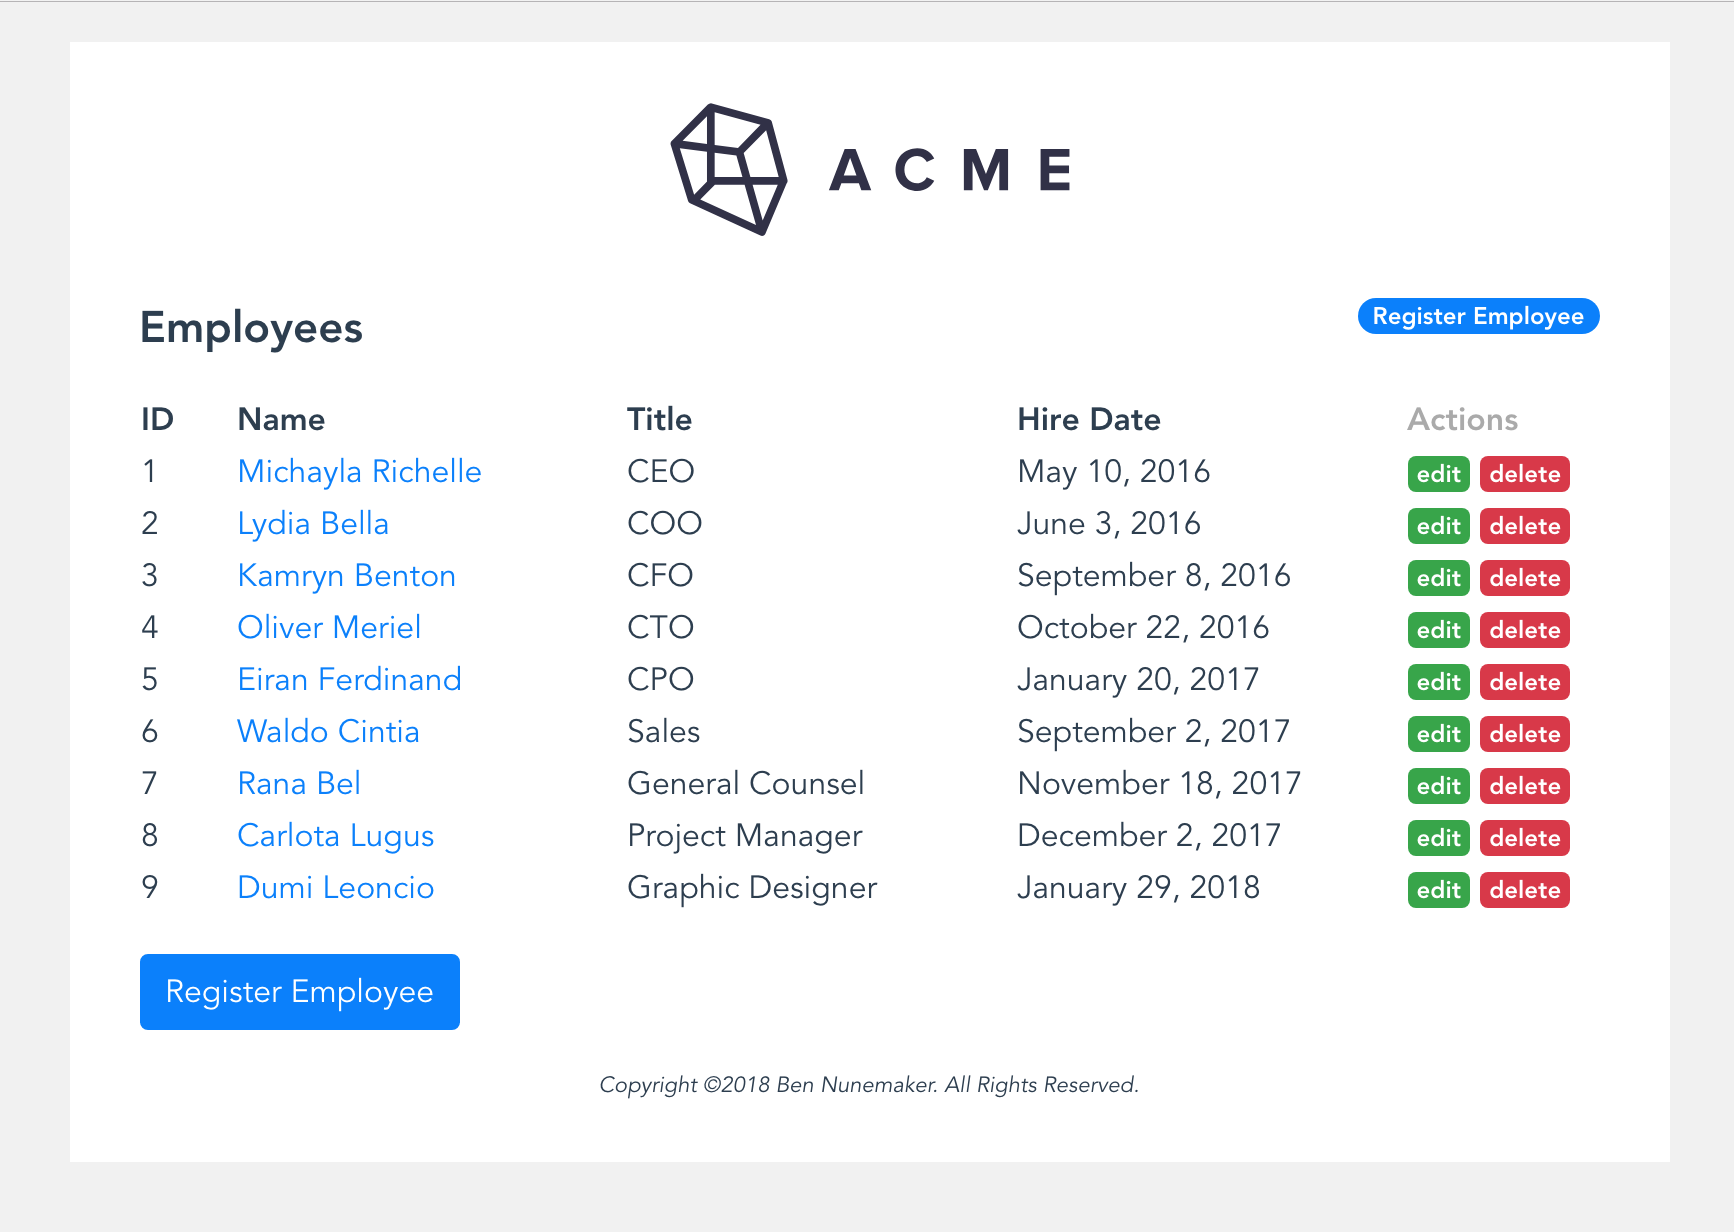 ACME
Employees Register Employee
ID Name Title Hire Date Actions
1 Michayla Richelle CEO May 10, 2016 edit delete
2 Lydia Bella COO June 3, 2016 edit delete
3 Kamryn Benton CFO September 8, 2016 edit delete
4 Oliver Meriel CTO October 22, 2016 edit delete
5 Eiran Ferdinand CPO January 20, 2017 edit delete
6 Waldo Cintia Sales September 2, 2017 edit delete
7 Rana Bel General Counsel November 18, 2017 edit delete
8 Carlota Lugus Project Manager December 2, 2017 edit delete
9 Dumi Leoncio Graphic Designer January 29, 2018 edit delete
Register Employee
Copyright ©2018 Ben Nunemaker. All Rights Reserved.